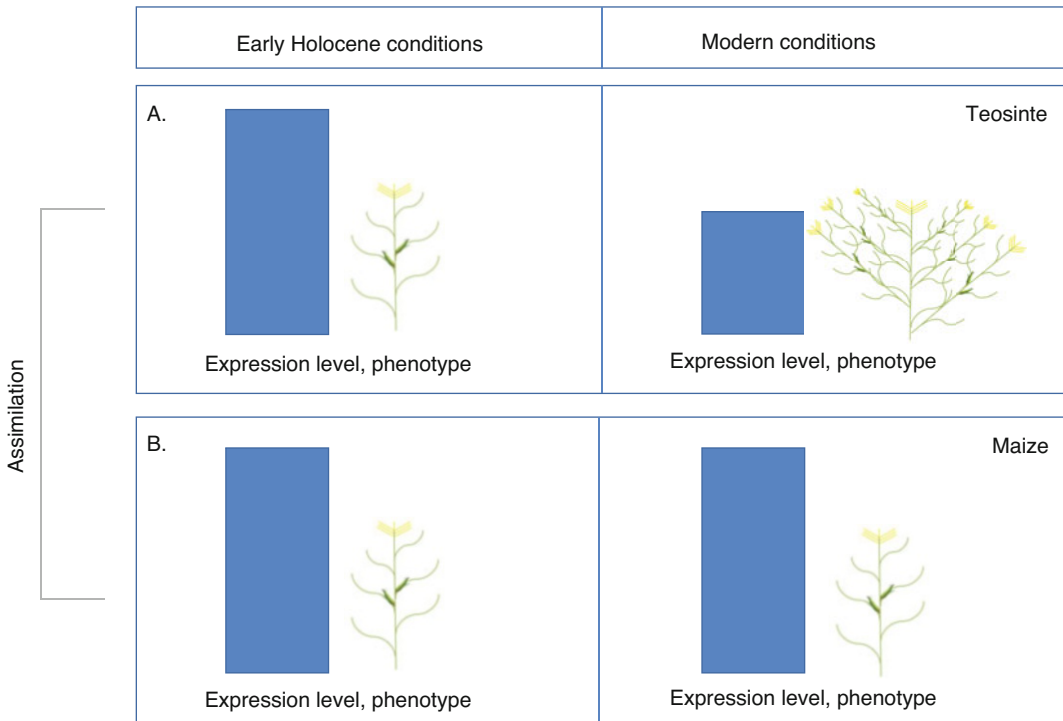 Early Holocene conditions
Modern conditions
A.
Teosinte
Expression level, phenotype
Expression level, phenotype
Assimilation
B.
Maize
Expression level, phenotype
Expression level, phenotype